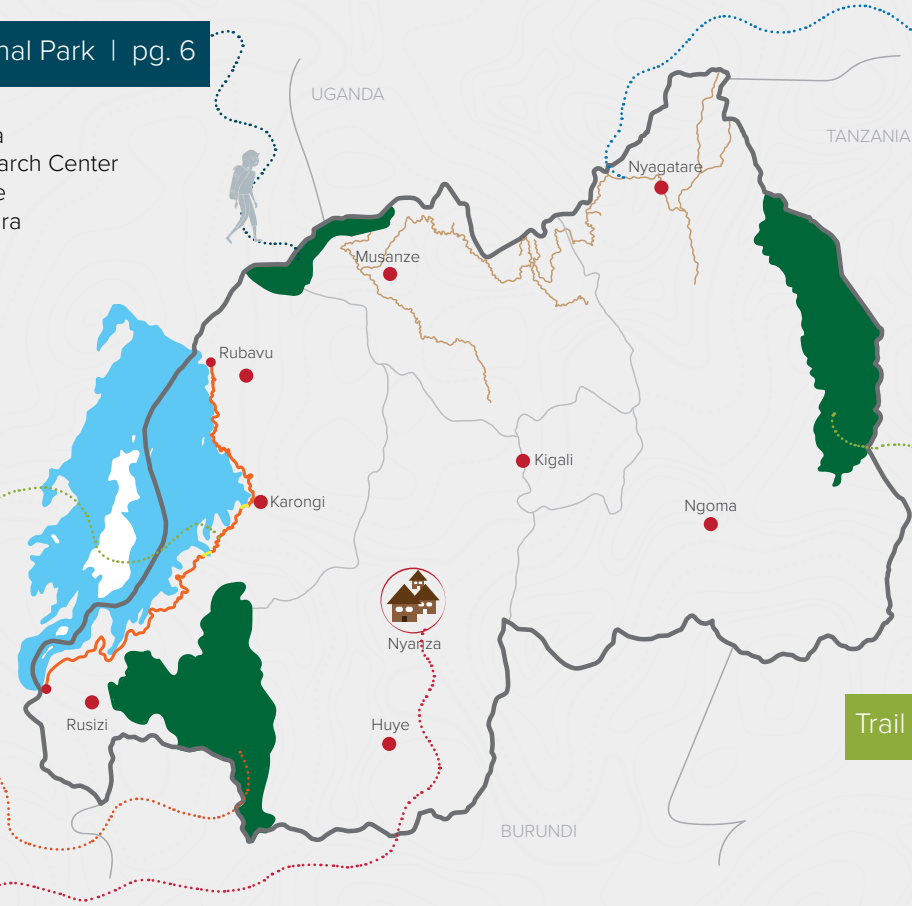 nal Park | pg. 6
UGANDA
TANZANIA
a
arch Center
e
ra
Nyagatare
Musanze
Rubavu
Kigali
Karongi
Ngoma
Nyanza
Rusizi
Huye
Trail
BURUNDI